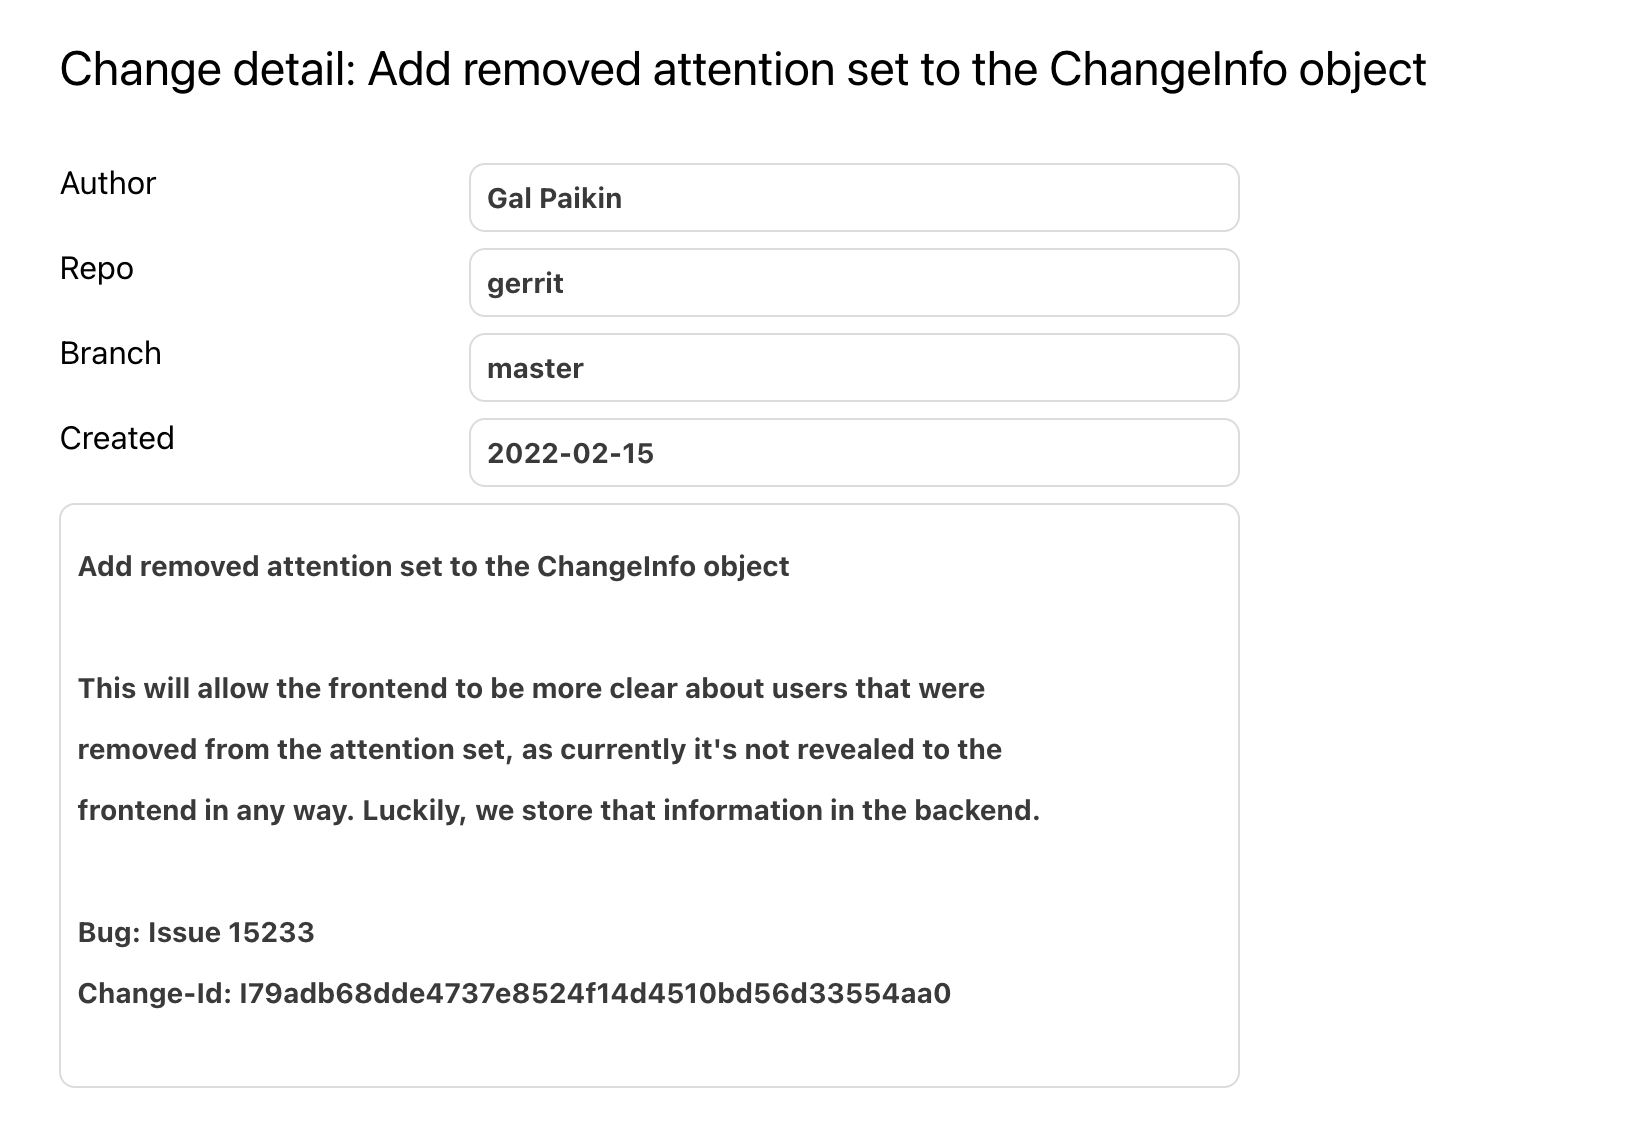 Change detail: Add removed attention set to the ChangeInfo object
Author
Gal Paikin
Repo
gerrit
Branch
master
Created
2022-02-15
Add removed attention set to the ChangeInfo object
This will allow the frontend to be more clear about users that were
removed from the attention set, as currently it's not revealed to the
frontend in any way. Luckily, we store that information in the backend.
Bug: Issue 15233
Change-Id: I79adb68dde4737e8524f14d4510bd56d33554aa0